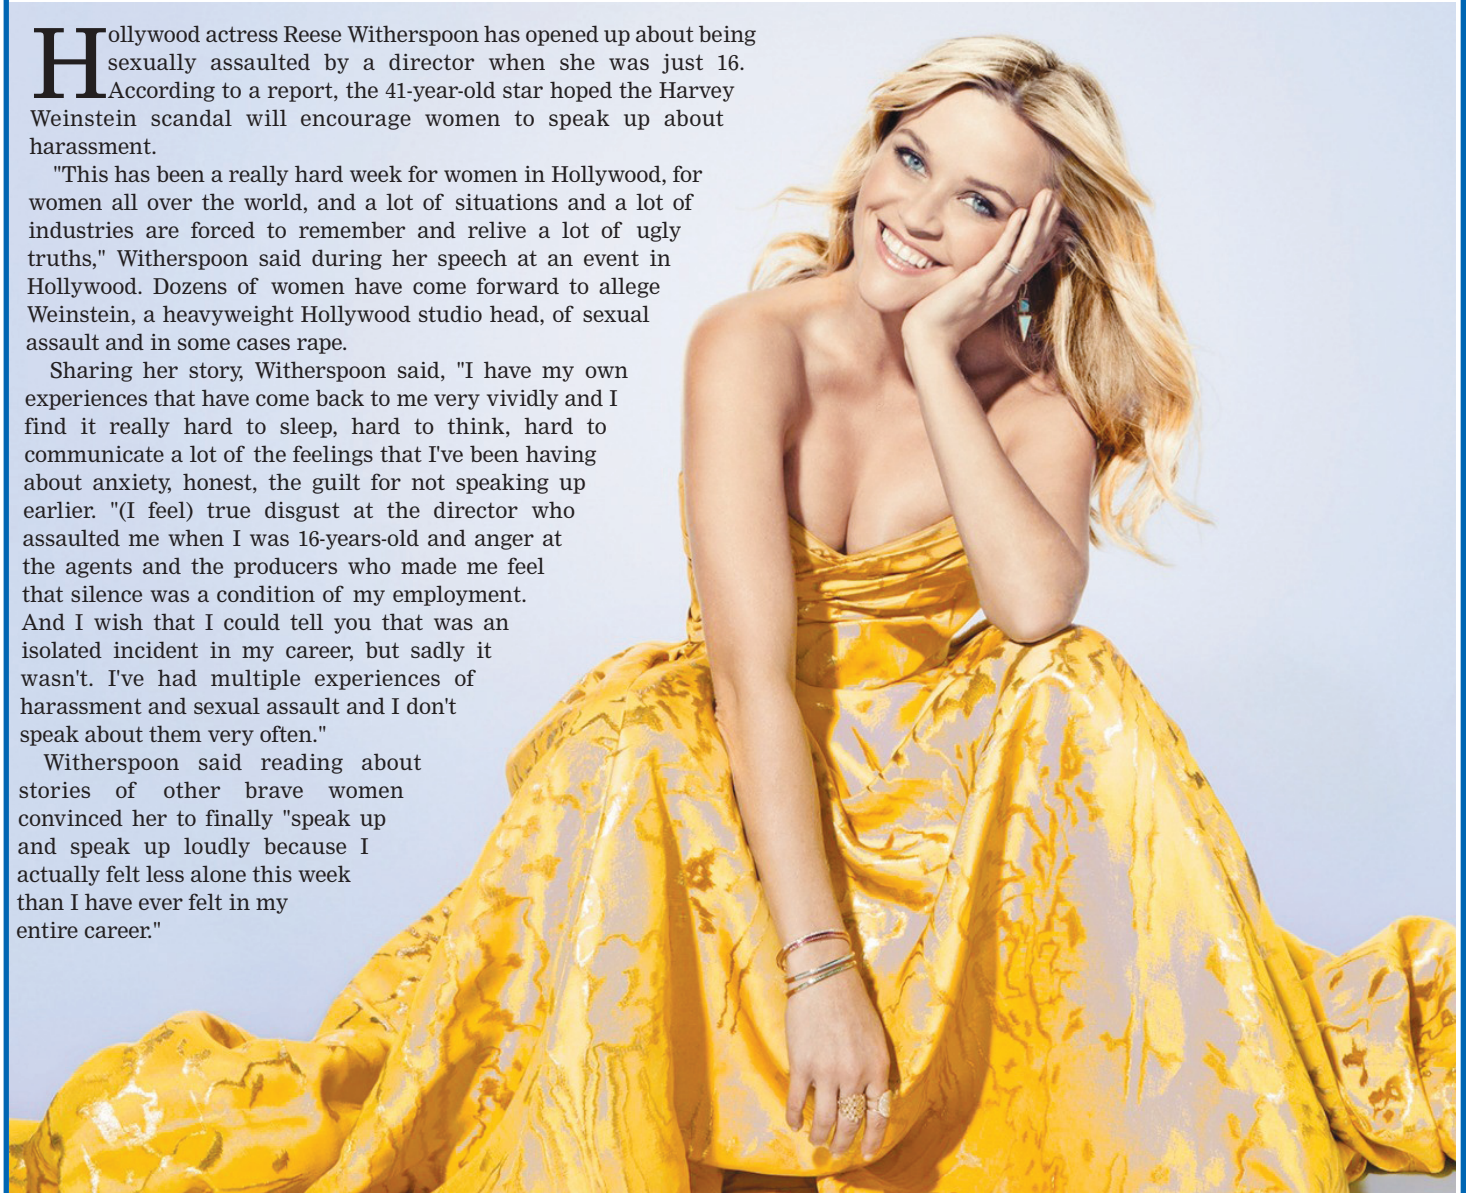 Hollywood actress Reese Witherspoon has opened up about being
sexually assaulted by a director when she was just 16.
According to a report, the 41-year-old star hoped the Harvey
Weinstein scandal will encourage women to speak up about
harassment.
"This has been a really hard week for women in Hollywood, for
women all over the world, and a lot of situations and a lot of
industries are forced to remember and relive a lot of ugly
truths," Witherspoon said during her speech at an event in
Hollywood. Dozens of women have come forward to allege
Weinstein, a heavyweight Hollywood studio head, of sexual
assault and in some cases rape.
Sharing her story, Witherspoon said, "I have my own
experiences that have come back to me very vividly and I
find it really hard to sleep, hard to think, hard to
communicate a lot of the feelings that I've been having
about anxiety, honest, the guilt for not speaking up
earlier. "(I feel) true disgust at the director who
assaulted me when I was 16-years-old and anger at
the agents and the producers who made me feel
that silence was a condition of my employment.
And I wish that I could tell you that was an
isolated incident in my career, but sadly it
wasn't. I've had multiple experiences of
harassment and sexual assault and I don't
speak about them very often."
Witherspoon said reading about
stories of other brave women
convinced her to finally "speak up
and speak up loudly because I
actually felt less alone this week
than I have ever felt in my
entire career."